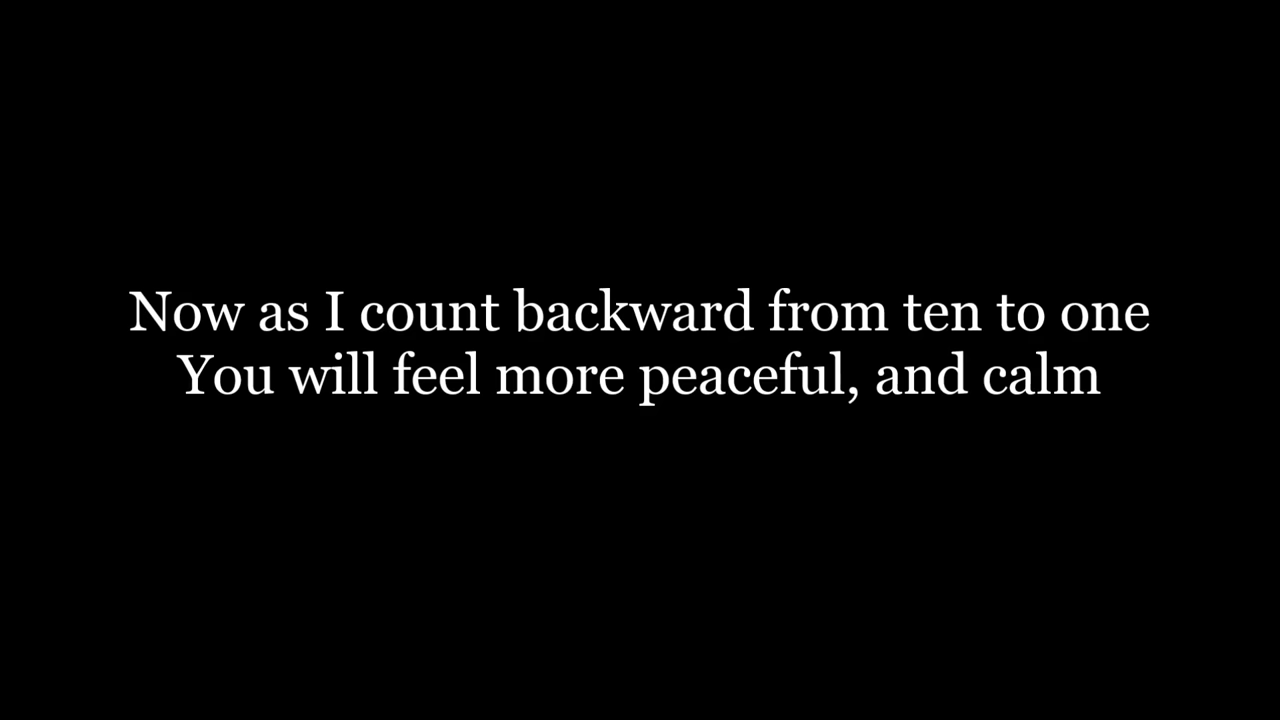 Now as I count backward from ten to one
You will feel more peaceful, and calm